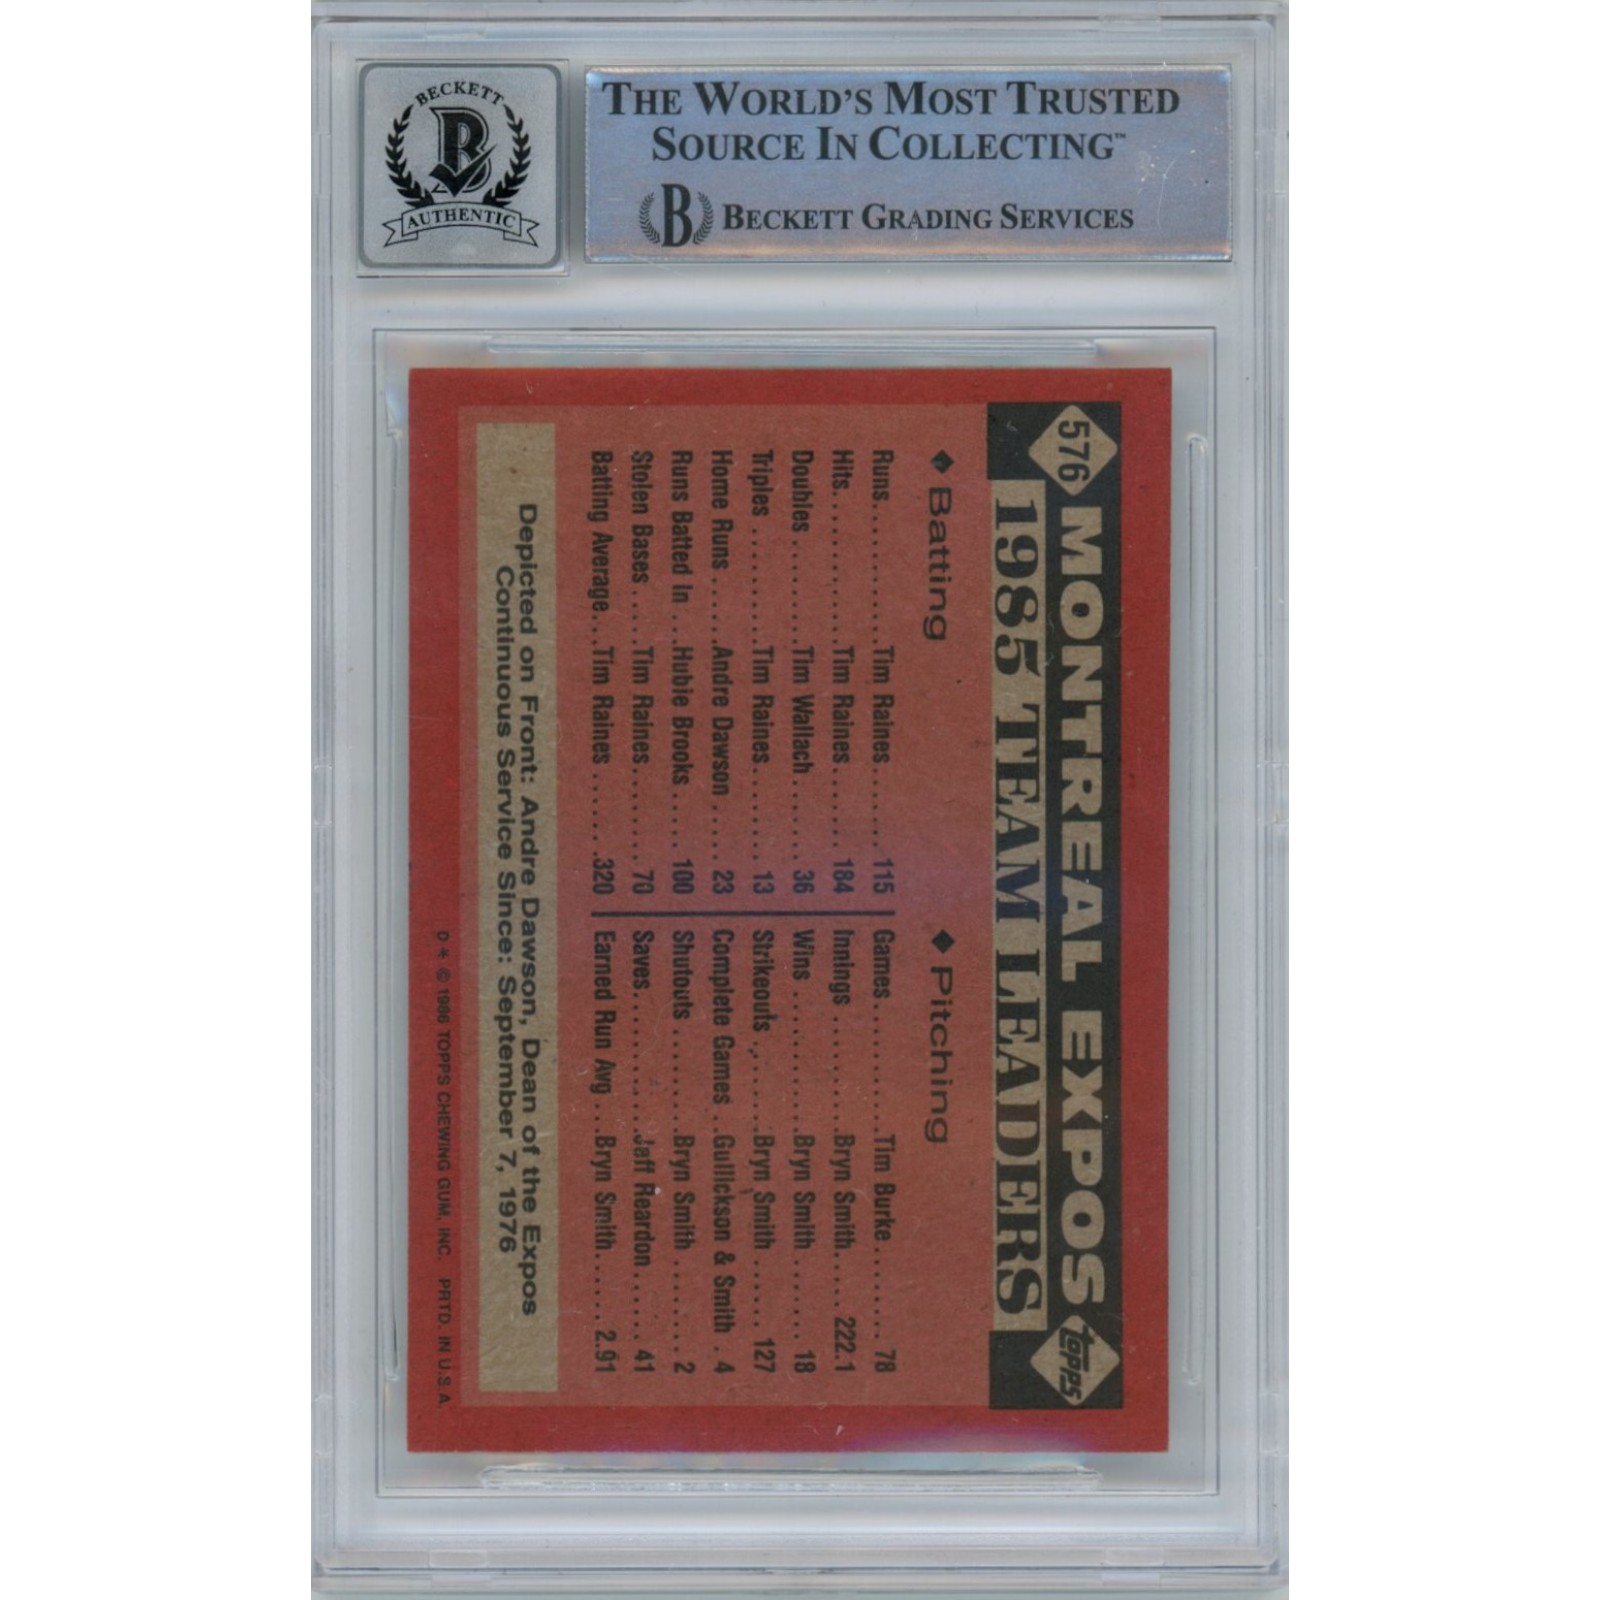 BECKETT
B
AUTHENTIC
THE WORLD'S MOST TRUSTED
SOURCE IN COLLECTING™
B BECKETT GRADING SERVICES
576 MONTREAL EXPOS topps
1985 TEAM LEADERS
◆ Batting
Runs..........Tim Raines.......115
Hits...........Tim Raines.......184
Doubles.......Tim Wallach......36
Triples.........Tim Raines.......13
Home Runs.....Andre Dawson....23
Runs Batted In...Hubie Brooks....100
Stolen Bases....Tim Raines.......70
Batting Average...Tim Raines.......320
◆ Pitching
Games..........Tim Burke.......78
Innings.........Bryn Smith....222.1
Wins..........Bryn Smith.....18
Strikeouts.......Bryn Smith....127
Complete Games..Gullickson & Smith.4
Shutouts.......Bryn Smith......2
Saves..........Jaff Reardon.....41
Earned Run Avg...Bryn Smith....2.91
Depicted on Front: Andre Dawson, Dean of the Expos
Continuous Service Since: September 7, 1976
D* © 1986 TOPPS CHEWING GUM, INC. PRTD. IN U.S.A.